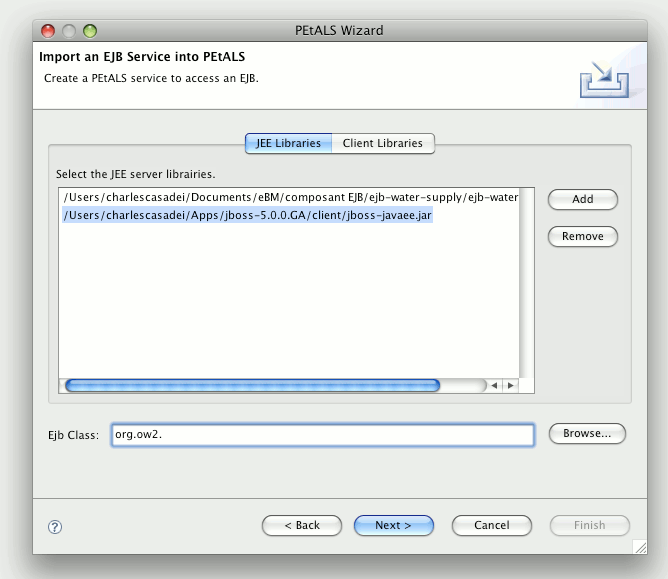 PEtALS Wizard
Import an EJB Service into PEtALS
Create a PEtALS service to access an EJB.
JEE Libraries
Client Libraries
Select the JEE server librairies.
/Users/charlescasadei/Documents/eBM/composant EJB/ejb-water-supply/ejb-water
/Users/charlescasadei/Apps/jboss-5.0.0.GA/client/jboss-javaee.jar
Add
Remove
Ejb Class:
org.ow2.
Browse...
?
< Back
Next >
Cancel
Finish